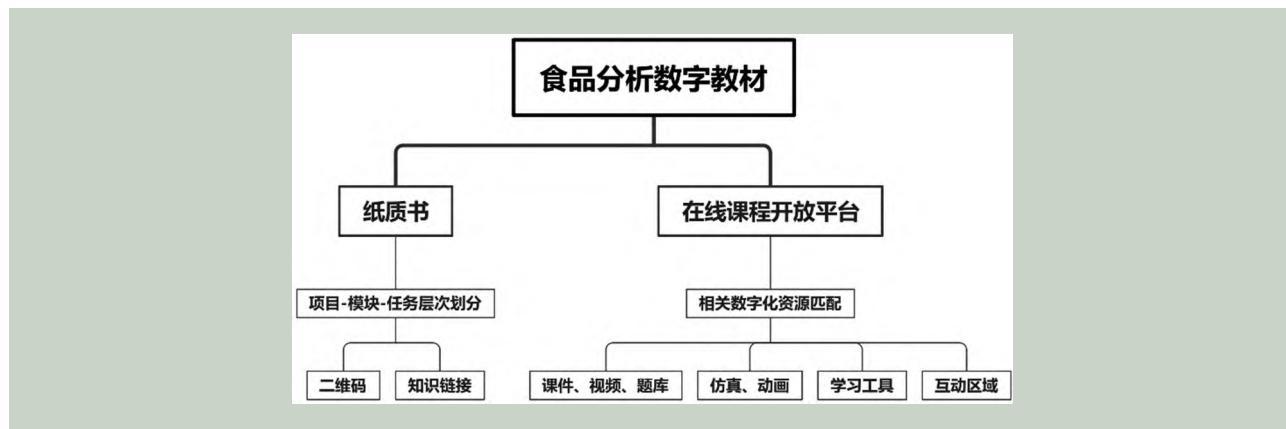 食品分析数字教材
纸质书
在线课程开放平台
项目-模块-任务层次划分
相关数字化资源匹配
二维码
知识链接
课件、视频、题库
仿真、动画
学习工具
互动区域